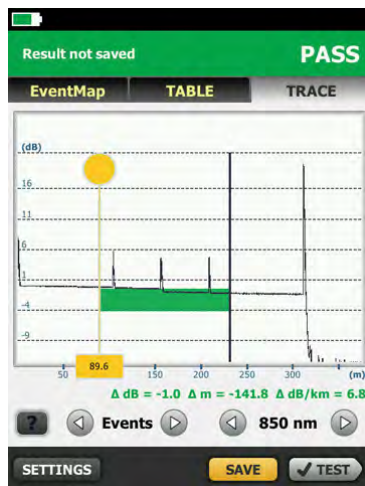 Result not saved PASS
EventMap TABLE TRACE
(dB)
16
11
6
1
-4
-9
50 89.6 150 200 250 300 (m)
Δ dB = -1.0 Δ m = -141.8 Δ dB/km = 6.8
? Events 850 nm
SETTINGS SAVE TEST